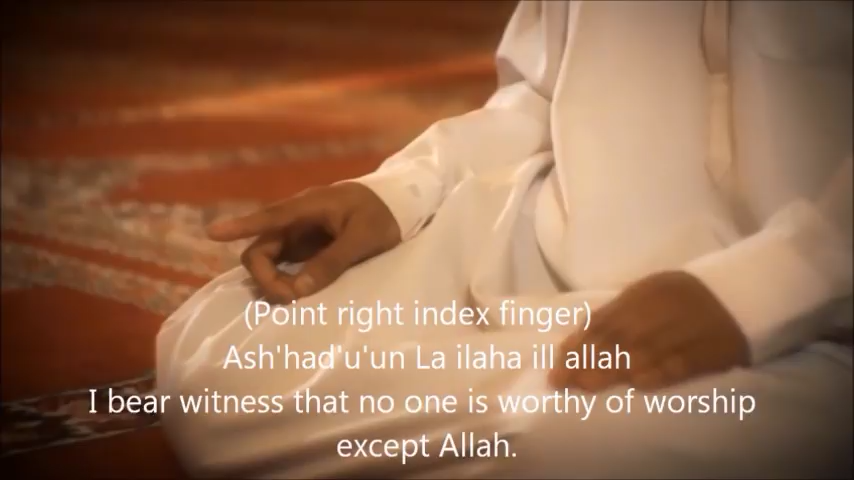 (Point right index finger)
Ash'had'u'un La ilaha ill allah
I bear witness that no one is worthy of worship
except Allah.